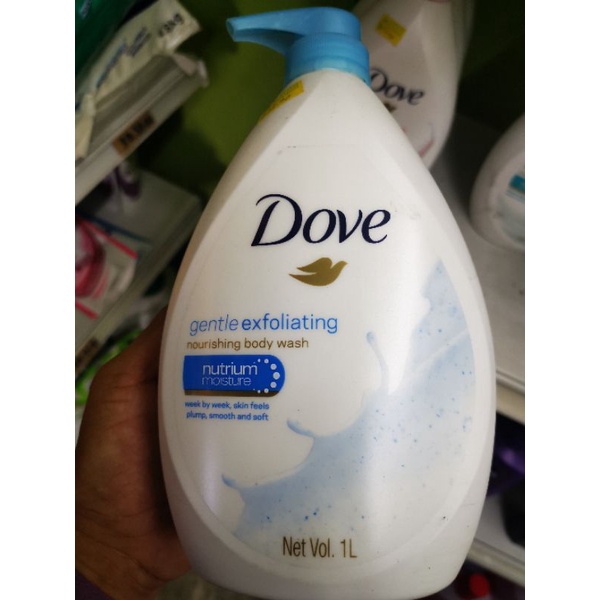 Dove
Dove
gentle exfoliating
nourishing body wash
nutrium
moisture
week by week, skin feels
plump, smooth and soft
Net Vol. 1L